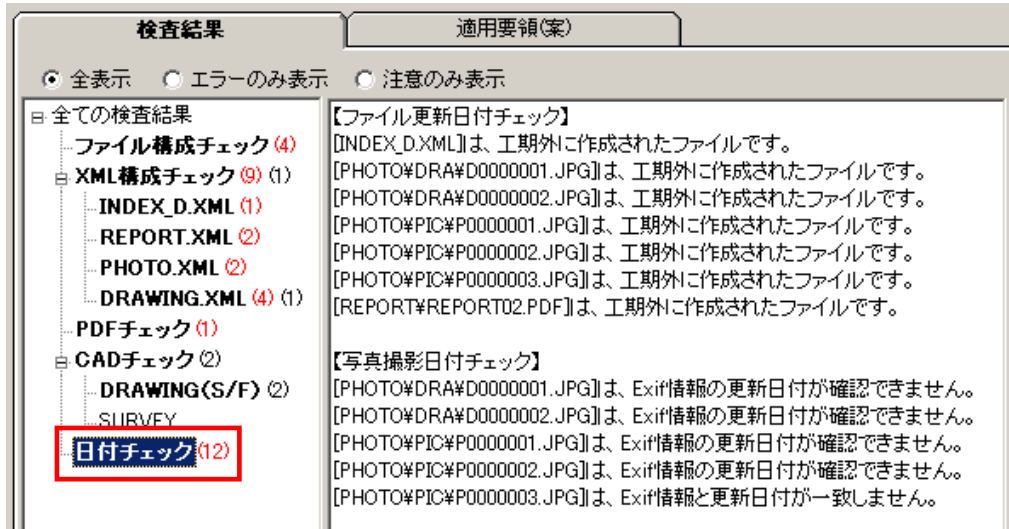 検査結果
適用要領(案)
全表示 エラーのみ表示 注意のみ表示
全ての検査結果
ファイル構成チェック (4)
XML構成チェック (9) (1)
INDEX_D.XML (1)
REPORT.XML (2)
PHOTO.XML (2)
DRAWING.XML (4) (1)
PDFチェック (1)
CADチェック (2)
DRAWING(S/F) (2)
SURVEY
日付チェック (12)
【ファイル更新日付チェック】
[INDEX_D.XML]は、工期外に作成されたファイルです。
[PHOTO¥DRA¥D0000001.JPG]は、工期外に作成されたファイルです。
[PHOTO¥DRA¥D0000002.JPG]は、工期外に作成されたファイルです。
[PHOTO¥PIC¥P0000001.JPG]は、工期外に作成されたファイルです。
[PHOTO¥PIC¥P0000002.JPG]は、工期外に作成されたファイルです。
[PHOTO¥PIC¥P0000003.JPG]は、工期外に作成されたファイルです。
[REPORT¥REPORT02.PDF]は、工期外に作成されたファイルです。
【写真撮影日付チェック】
[PHOTO¥DRA¥D0000001.JPG]は、Exif情報の更新日付が確認できません。
[PHOTO¥DRA¥D0000002.JPG]は、Exif情報の更新日付が確認できません。
[PHOTO¥PIC¥P0000001.JPG]は、Exif情報の更新日付が確認できません。
[PHOTO¥PIC¥P0000002.JPG]は、Exif情報の更新日付が確認できません。
[PHOTO¥PIC¥P0000003.JPG]は、Exif情報と更新日付が一致しません。